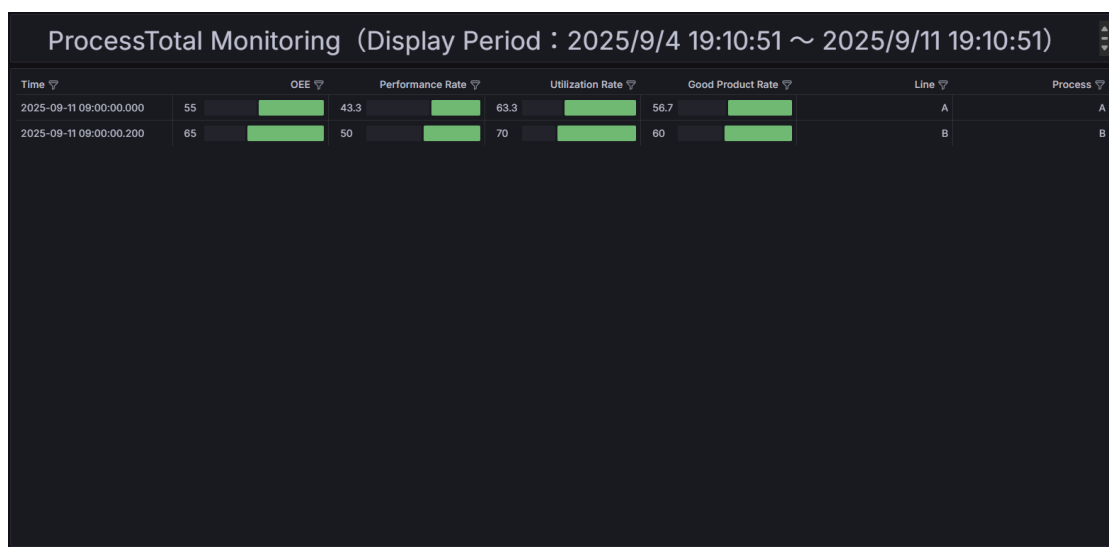 ProcessTotal Monitoring（Display Period：2025/9/4 19:10:51 ～ 2025/9/11 19:10:51）
Time OEE Performance Rate Utilization Rate Good Product Rate Line Process
2025-09-11 09:00:00.000 55 43.3 63.3 56.7 A A
2025-09-11 09:00:00.200 65 50 70 60 B B